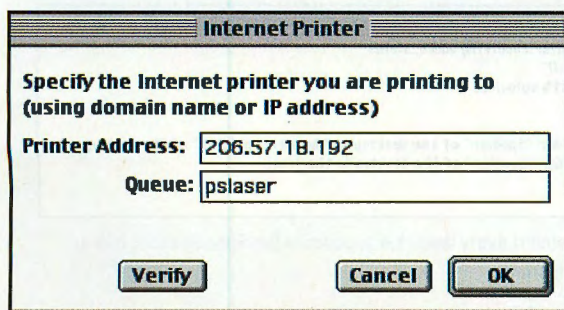 Internet Printer
Specify the Internet printer you are printing to
(using domain name or IP address)
Printer Address: 206.57.18.192
Queue: pslaser
Verify Cancel OK